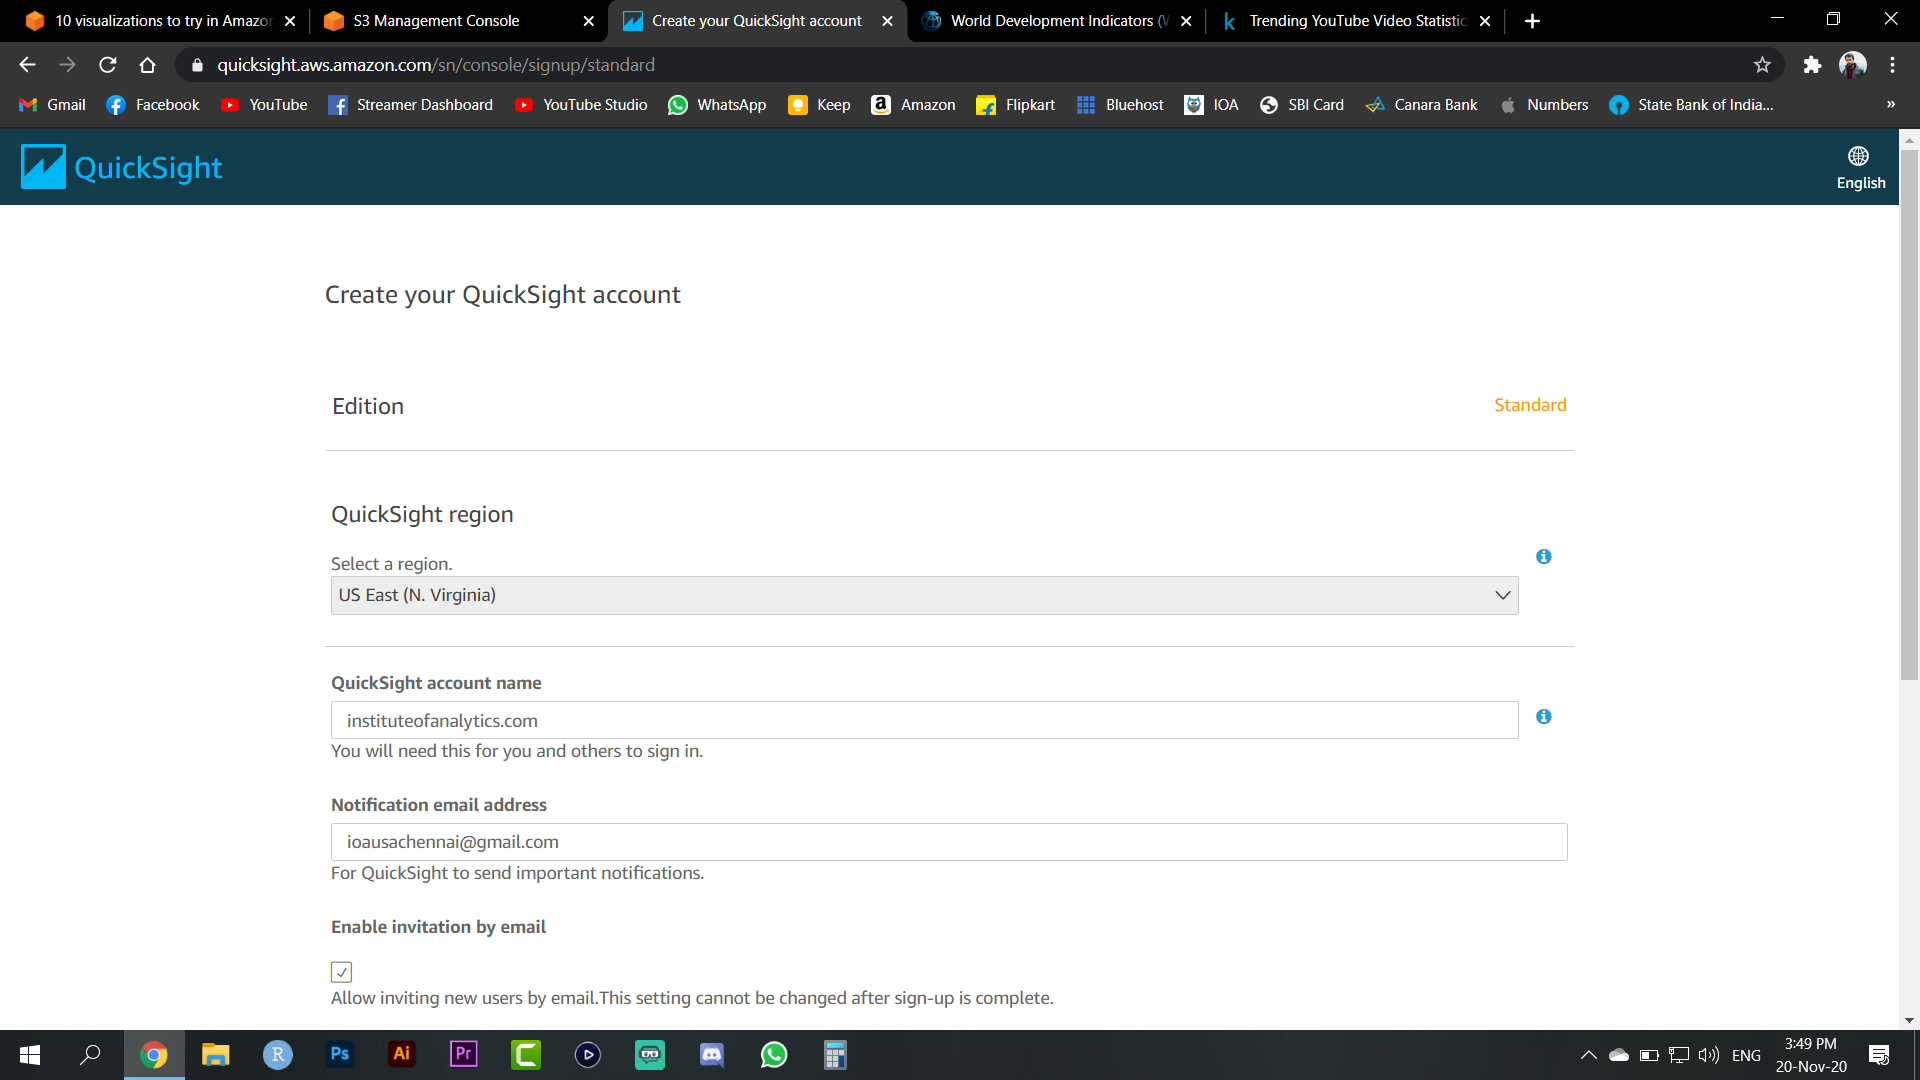 10 visualizations to try in Amazon
S3 Management Console
Create your QuickSight account
World Development Indicators (
Trending YouTube Video Statistic
quicksight.aws.amazon.com/sn/console/signup/standard
Gmail
Facebook
YouTube
Streamer Dashboard
YouTube Studio
WhatsApp
Keep
Amazon
Flipkart
Bluehost
IOA
SBI Card
Canara Bank
Numbers
State Bank of India...
»
QuickSight
English
Create your QuickSight account
Edition
Standard
QuickSight region
Select a region.
US East (N. Virginia)
QuickSight account name
instituteofanalytics.com
You will need this for you and others to sign in.
Notification email address
ioausachennai@gmail.com
For QuickSight to send important notifications.
Enable invitation by email
Allow inviting new users by email.This setting cannot be changed after sign-up is complete.
R
Ps
Ai
Pr
ENG
3:49 PM
20-Nov-20